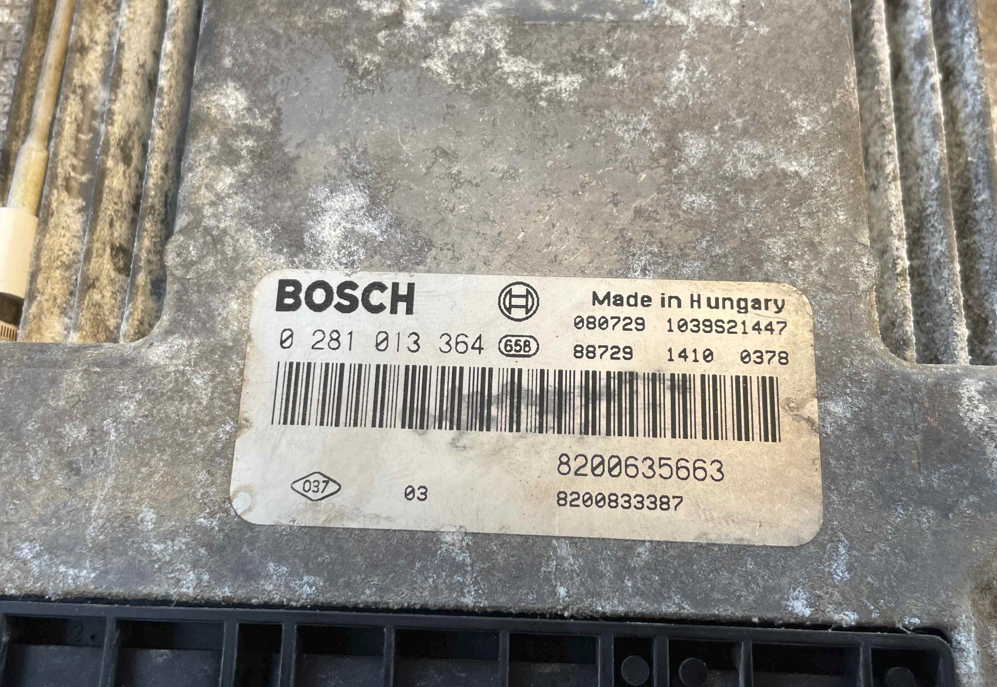 BOSCH
Made in Hungary
080729 1039S21447
0 281 013 364 658
88729 1410 0378
8200635663
037 03
8200833387